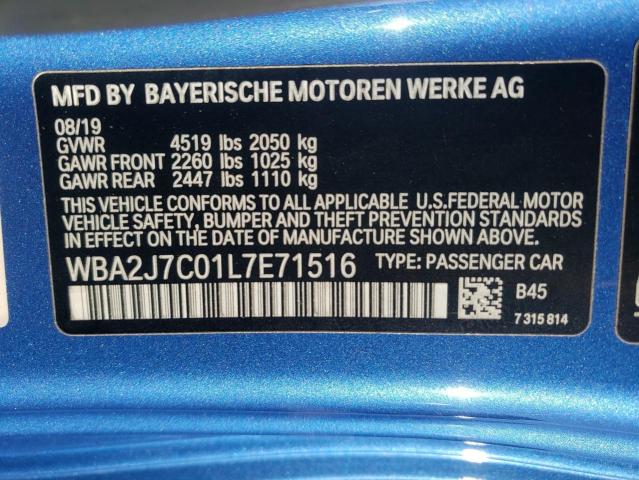 MFD BY BAYERISCHE MOTOREN WERKE AG
08/19
GVWR 4519 lbs 2050 kg
GAWR FRONT 2260 lbs 1025 kg
GAWR REAR 2447 lbs 1110 kg
THIS VEHICLE CONFORMS TO ALL APPLICABLE U.S.FEDERAL MOTOR
VEHICLE SAFETY, BUMPER AND THEFT PREVENTION STANDARDS
IN EFFECT ON THE DATE OF MANUFACTURE SHOWN ABOVE.
WBA2J7C01L7E71516 TYPE: PASSENGER CAR
B45
7 315 814